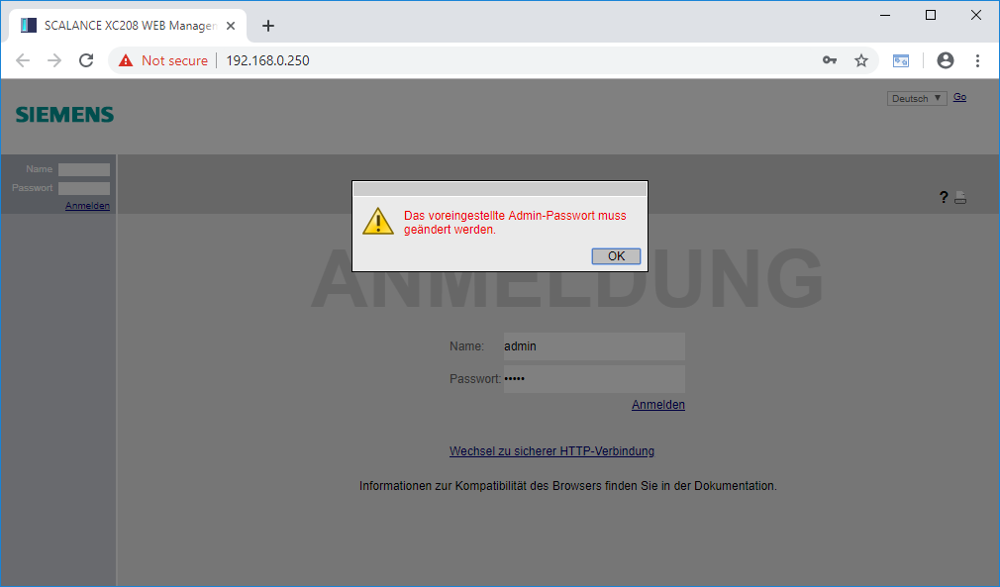 SCALANCE XC208 WEB Managem
Not secure
192.168.0.250
SIEMENS
Deutsch ▼ Go
Name
Passwort
Anmelden
?
Das voreingestellte Admin-Passwort muss
geändert werden.
OK
ANMELDUNG
Name: admin
Passwort: •••••
Anmelden
Wechsel zu sicherer HTTP-Verbindung
Informationen zur Kompatibilität des Browsers finden Sie in der Dokumentation.